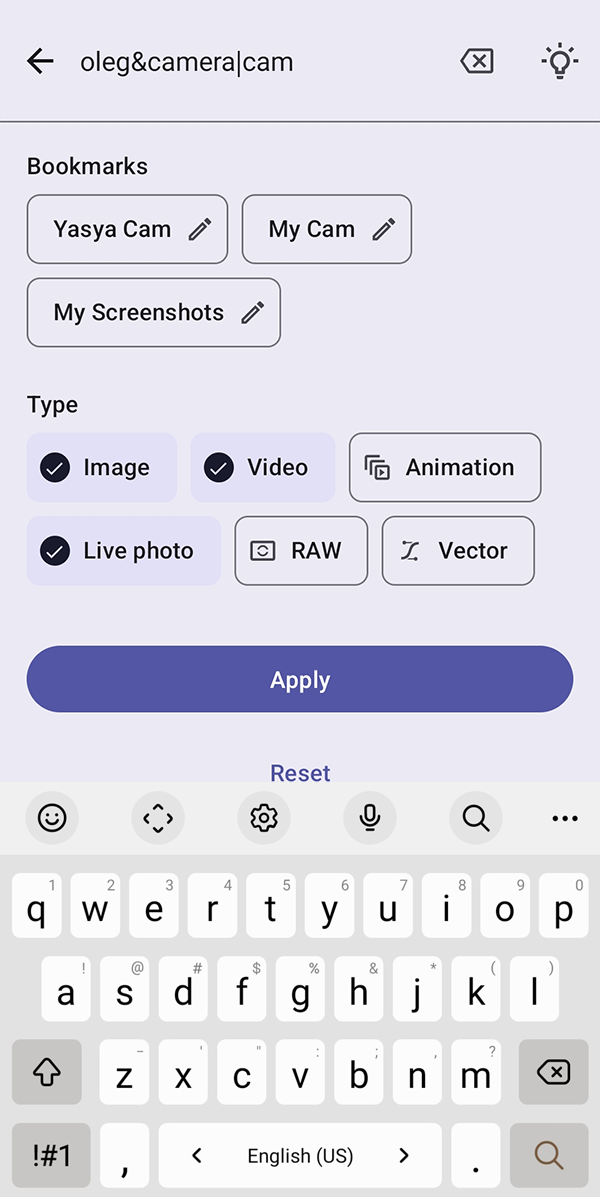 oleg&camera|cam
Bookmarks
Yasya Cam
My Cam
My Screenshots
Type
Image
Video
Animation
Live photo
RAW
Vector
Apply
Reset
1 2 3 4 5 6 7 8 9 0
q w e r t y u i o p
! @ # $ % & * ( )
a s d f g h j k l
- ' " : ; , ?
z x c v b n m
!#1 , < English (US) > .